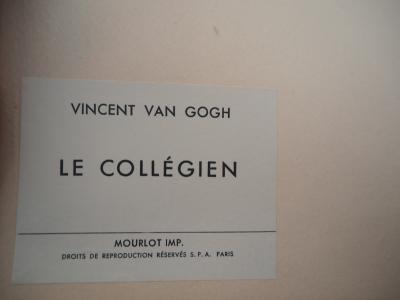 VINCENT VAN GOGH
LE COLLÉGIEN
MOURLOT IMP.
DROITS DE REPRODUCTION RÉSERVÉS S.P.A. PARIS